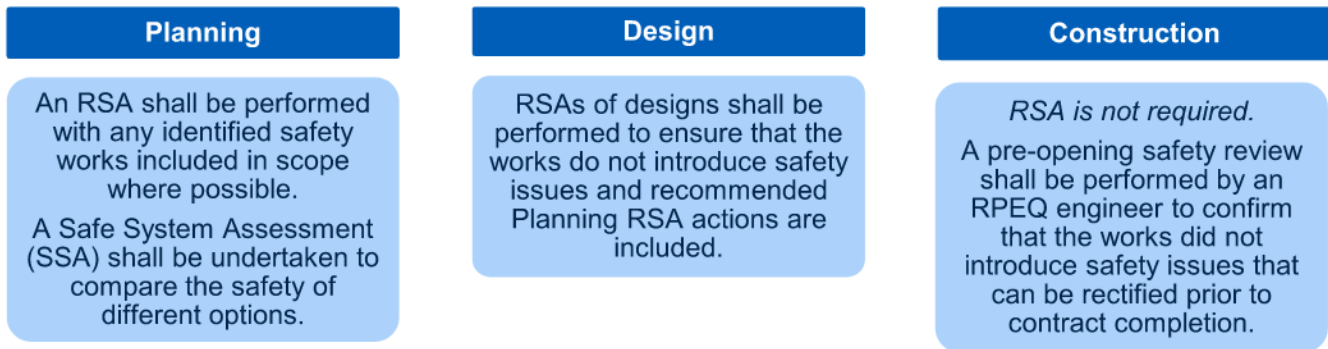 Planning
An RSA shall be performed
with any identified safety
works included in scope
where possible.
A Safe System Assessment
(SSA) shall be undertaken to
compare the safety of
different options.
Design
RSAs of designs shall be
performed to ensure that the
works do not introduce safety
issues and recommended
Planning RSA actions are
included.
Construction
RSA is not required.
A pre-opening safety review
shall be performed by an
RPEQ engineer to confirm
that the works did not
introduce safety issues that
can be rectified prior to
contract completion.